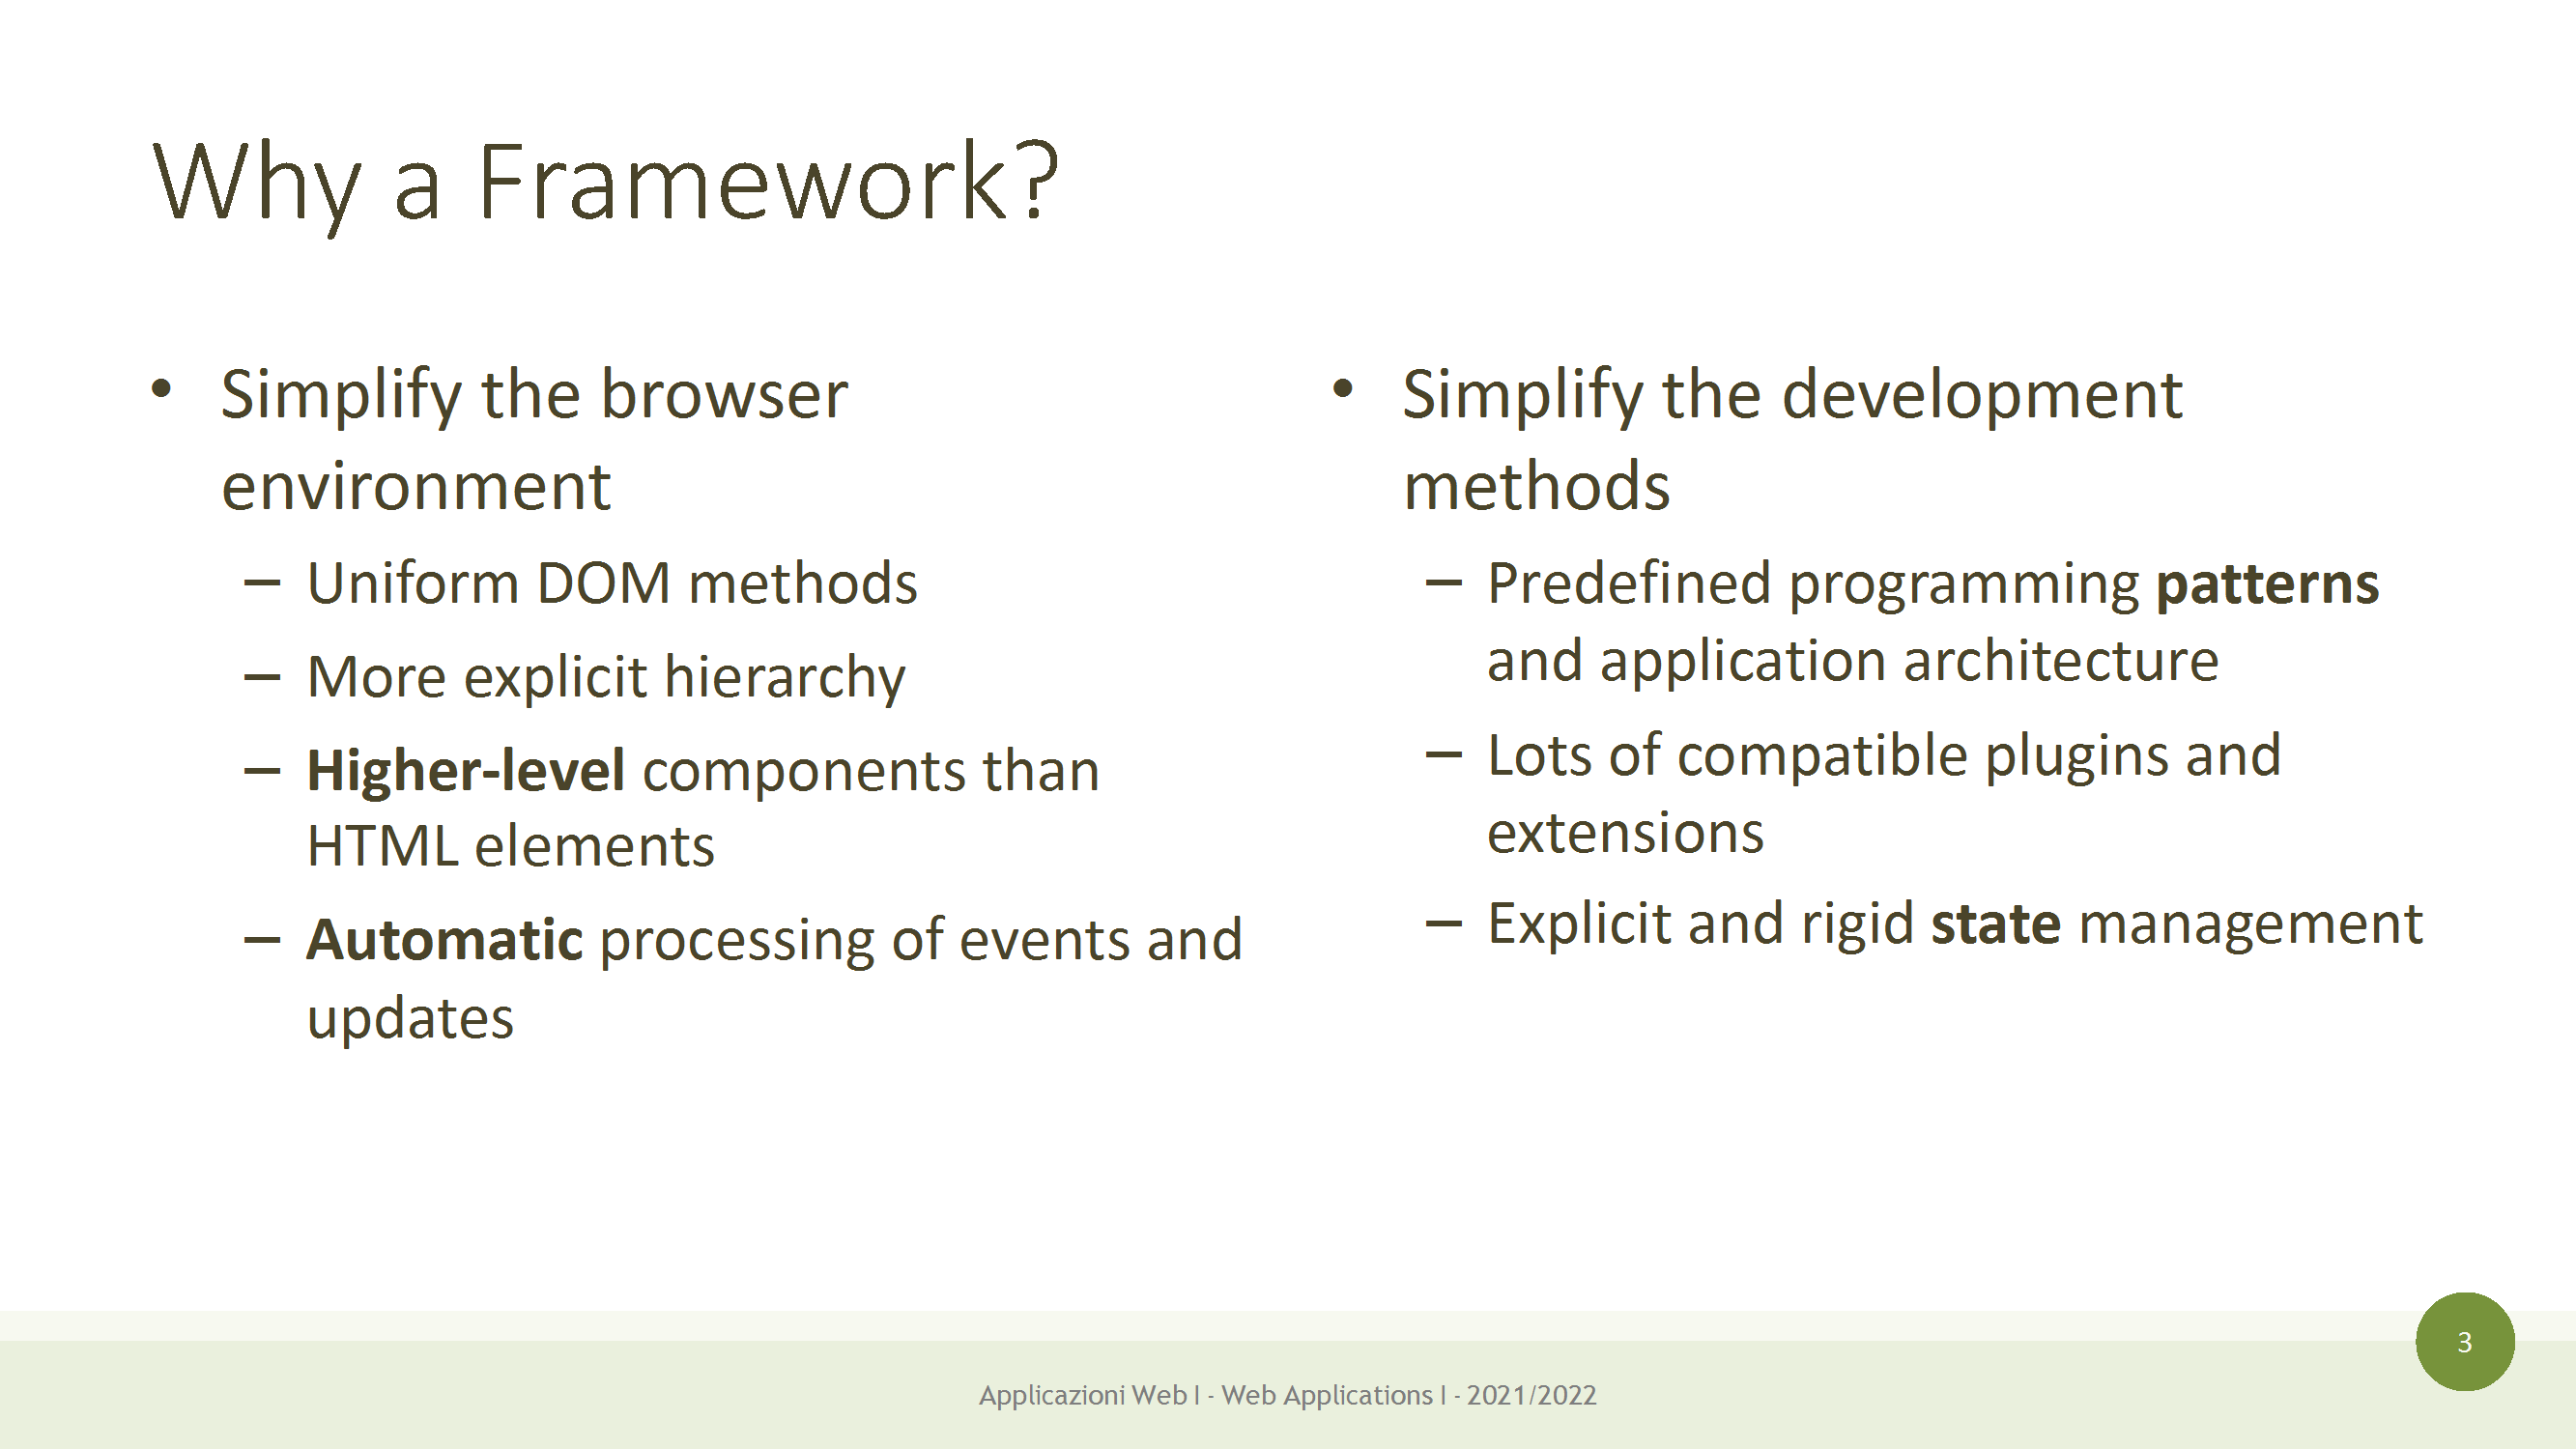 Why a Framework?
• Simplify the browser
environment
– Uniform DOM methods
– More explicit hierarchy
– Higher-level components than
HTML elements
– Automatic processing of events and
updates
• Simplify the development
methods
– Predefined programming patterns
and application architecture
– Lots of compatible plugins and
extensions
– Explicit and rigid state management
3
Applicazioni Web I - Web Applications I - 2021/2022